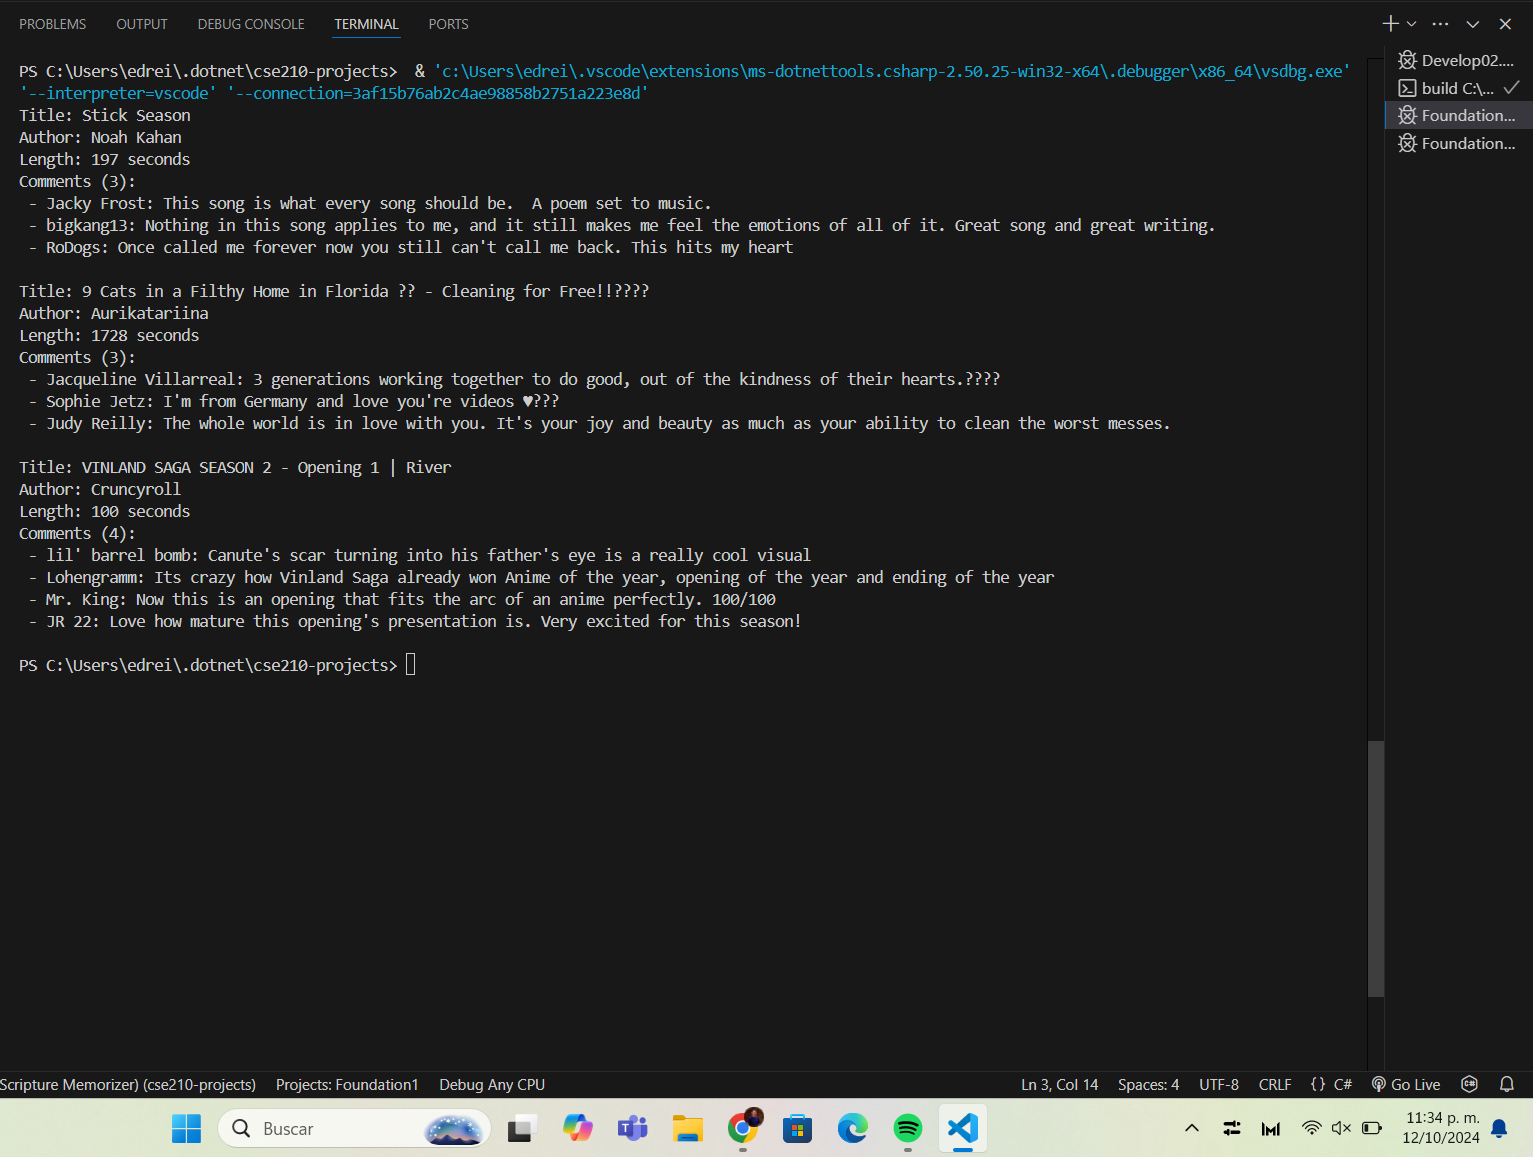 PROBLEMS OUTPUT DEBUG CONSOLE TERMINAL PORTS
PS C:\Users\edrei\.dotnet\cse210-projects>  & 'c:\Users\edrei\.vscode\extensions\ms-dotnettools.csharp-2.50.25-win32-x64\.debugger\x86_64\vsdbg.exe'
'--interpreter=vscode' '--connection=3af15b76ab2c4ae98858b2751a223e8d'
Title: Stick Season
Author: Noah Kahan
Length: 197 seconds
Comments (3):
- Jacky Frost: This song is what every song should be.  A poem set to music.
- bigkang13: Nothing in this song applies to me, and it still makes me feel the emotions of all of it. Great song and great writing.
- RoDogs: Once called me forever now you still can't call me back. This hits my heart
Title: 9 Cats in a Filthy Home in Florida ?? - Cleaning for Free!!????
Author: Aurikatariina
Length: 1728 seconds
Comments (3):
- Jacqueline Villarreal: 3 generations working together to do good, out of the kindness of their hearts.????
- Sophie Jetz: I'm from Germany and love you're videos ♥???
- Judy Reilly: The whole world is in love with you. It's your joy and beauty as much as your ability to clean the worst messes.
Title: VINLAND SAGA SEASON 2 - Opening 1 | River
Author: Cruncyroll
Length: 100 seconds
Comments (4):
- lil' barrel bomb: Canute's scar turning into his father's eye is a really cool visual
- Lohengramm: Its crazy how Vinland Saga already won Anime of the year, opening of the year and ending of the year
- Mr. King: Now this is an opening that fits the arc of an anime perfectly. 100/100
- JR 22: Love how mature this opening's presentation is. Very excited for this season!
PS C:\Users\edrei\.dotnet\cse210-projects>
Develop02....
build C:\...
Foundation...
Foundation...
Scripture Memorizer) (cse210-projects) Projects: Foundation1 Debug Any CPU Ln 3, Col 14 Spaces: 4 UTF-8 CRLF {} C# Go Live
Buscar
11:34 p. m.
12/10/2024